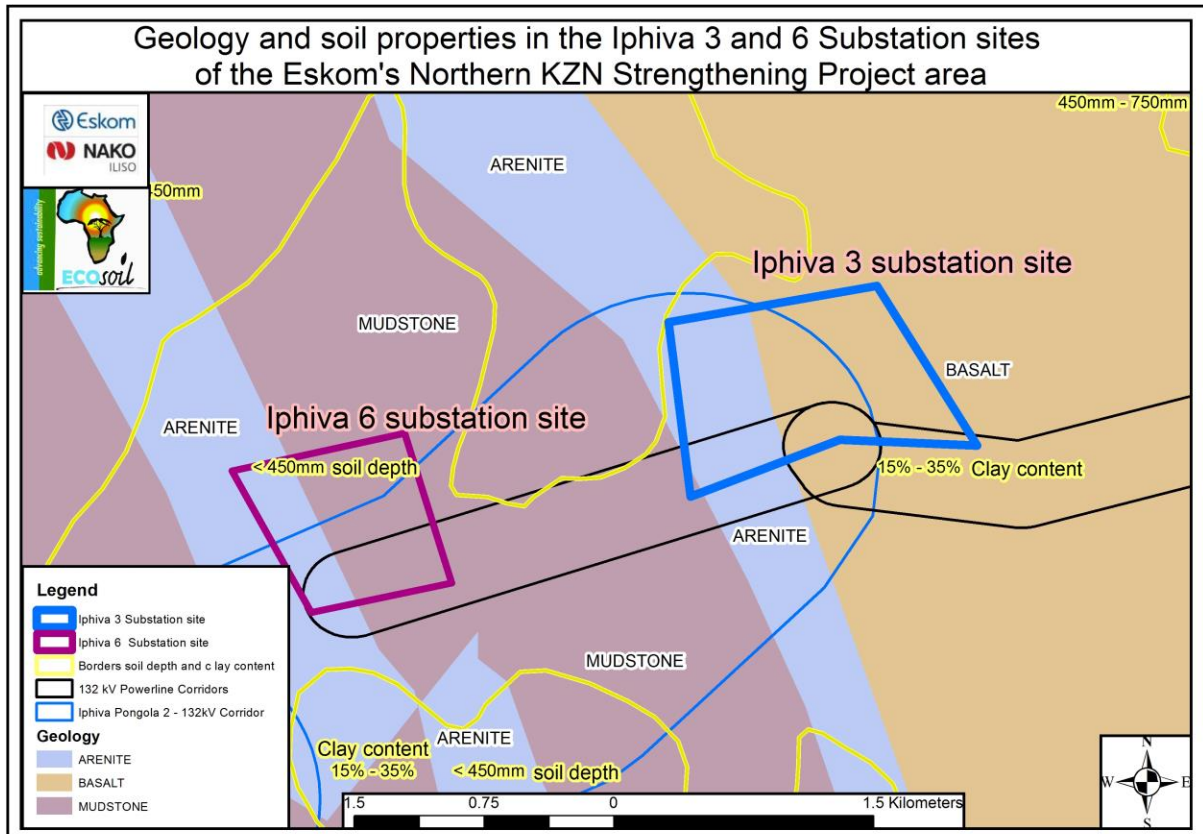 Geology and soil properties in the Iphiva 3 and 6 Substation sites
of the Eskom's Northern KZN Strengthening Project area
Eskom
NAKO
ILISO
advancing sustainability
ECOsoil
450mm
450mm - 750mm
ARENITE
Iphiva 3 substation site
MUDSTONE
BASALT
ARENITE
Iphiva 6 substation site
< 450mm soil depth
15% - 35% Clay content
ARENITE
MUDSTONE
ARENITE
Clay content
15% - 35%
< 450mm soil depth
Legend
Iphiva 3 Substation site
Iphiva 6 Substation site
Borders soil depth and c lay content
132 kV Powerline Corridors
Iphiva Pongola 2 - 132kV Corridor
Geology
ARENITE
BASALT
MUDSTONE
1.5 0.75 0 1.5 Kilometers
N
W E
S